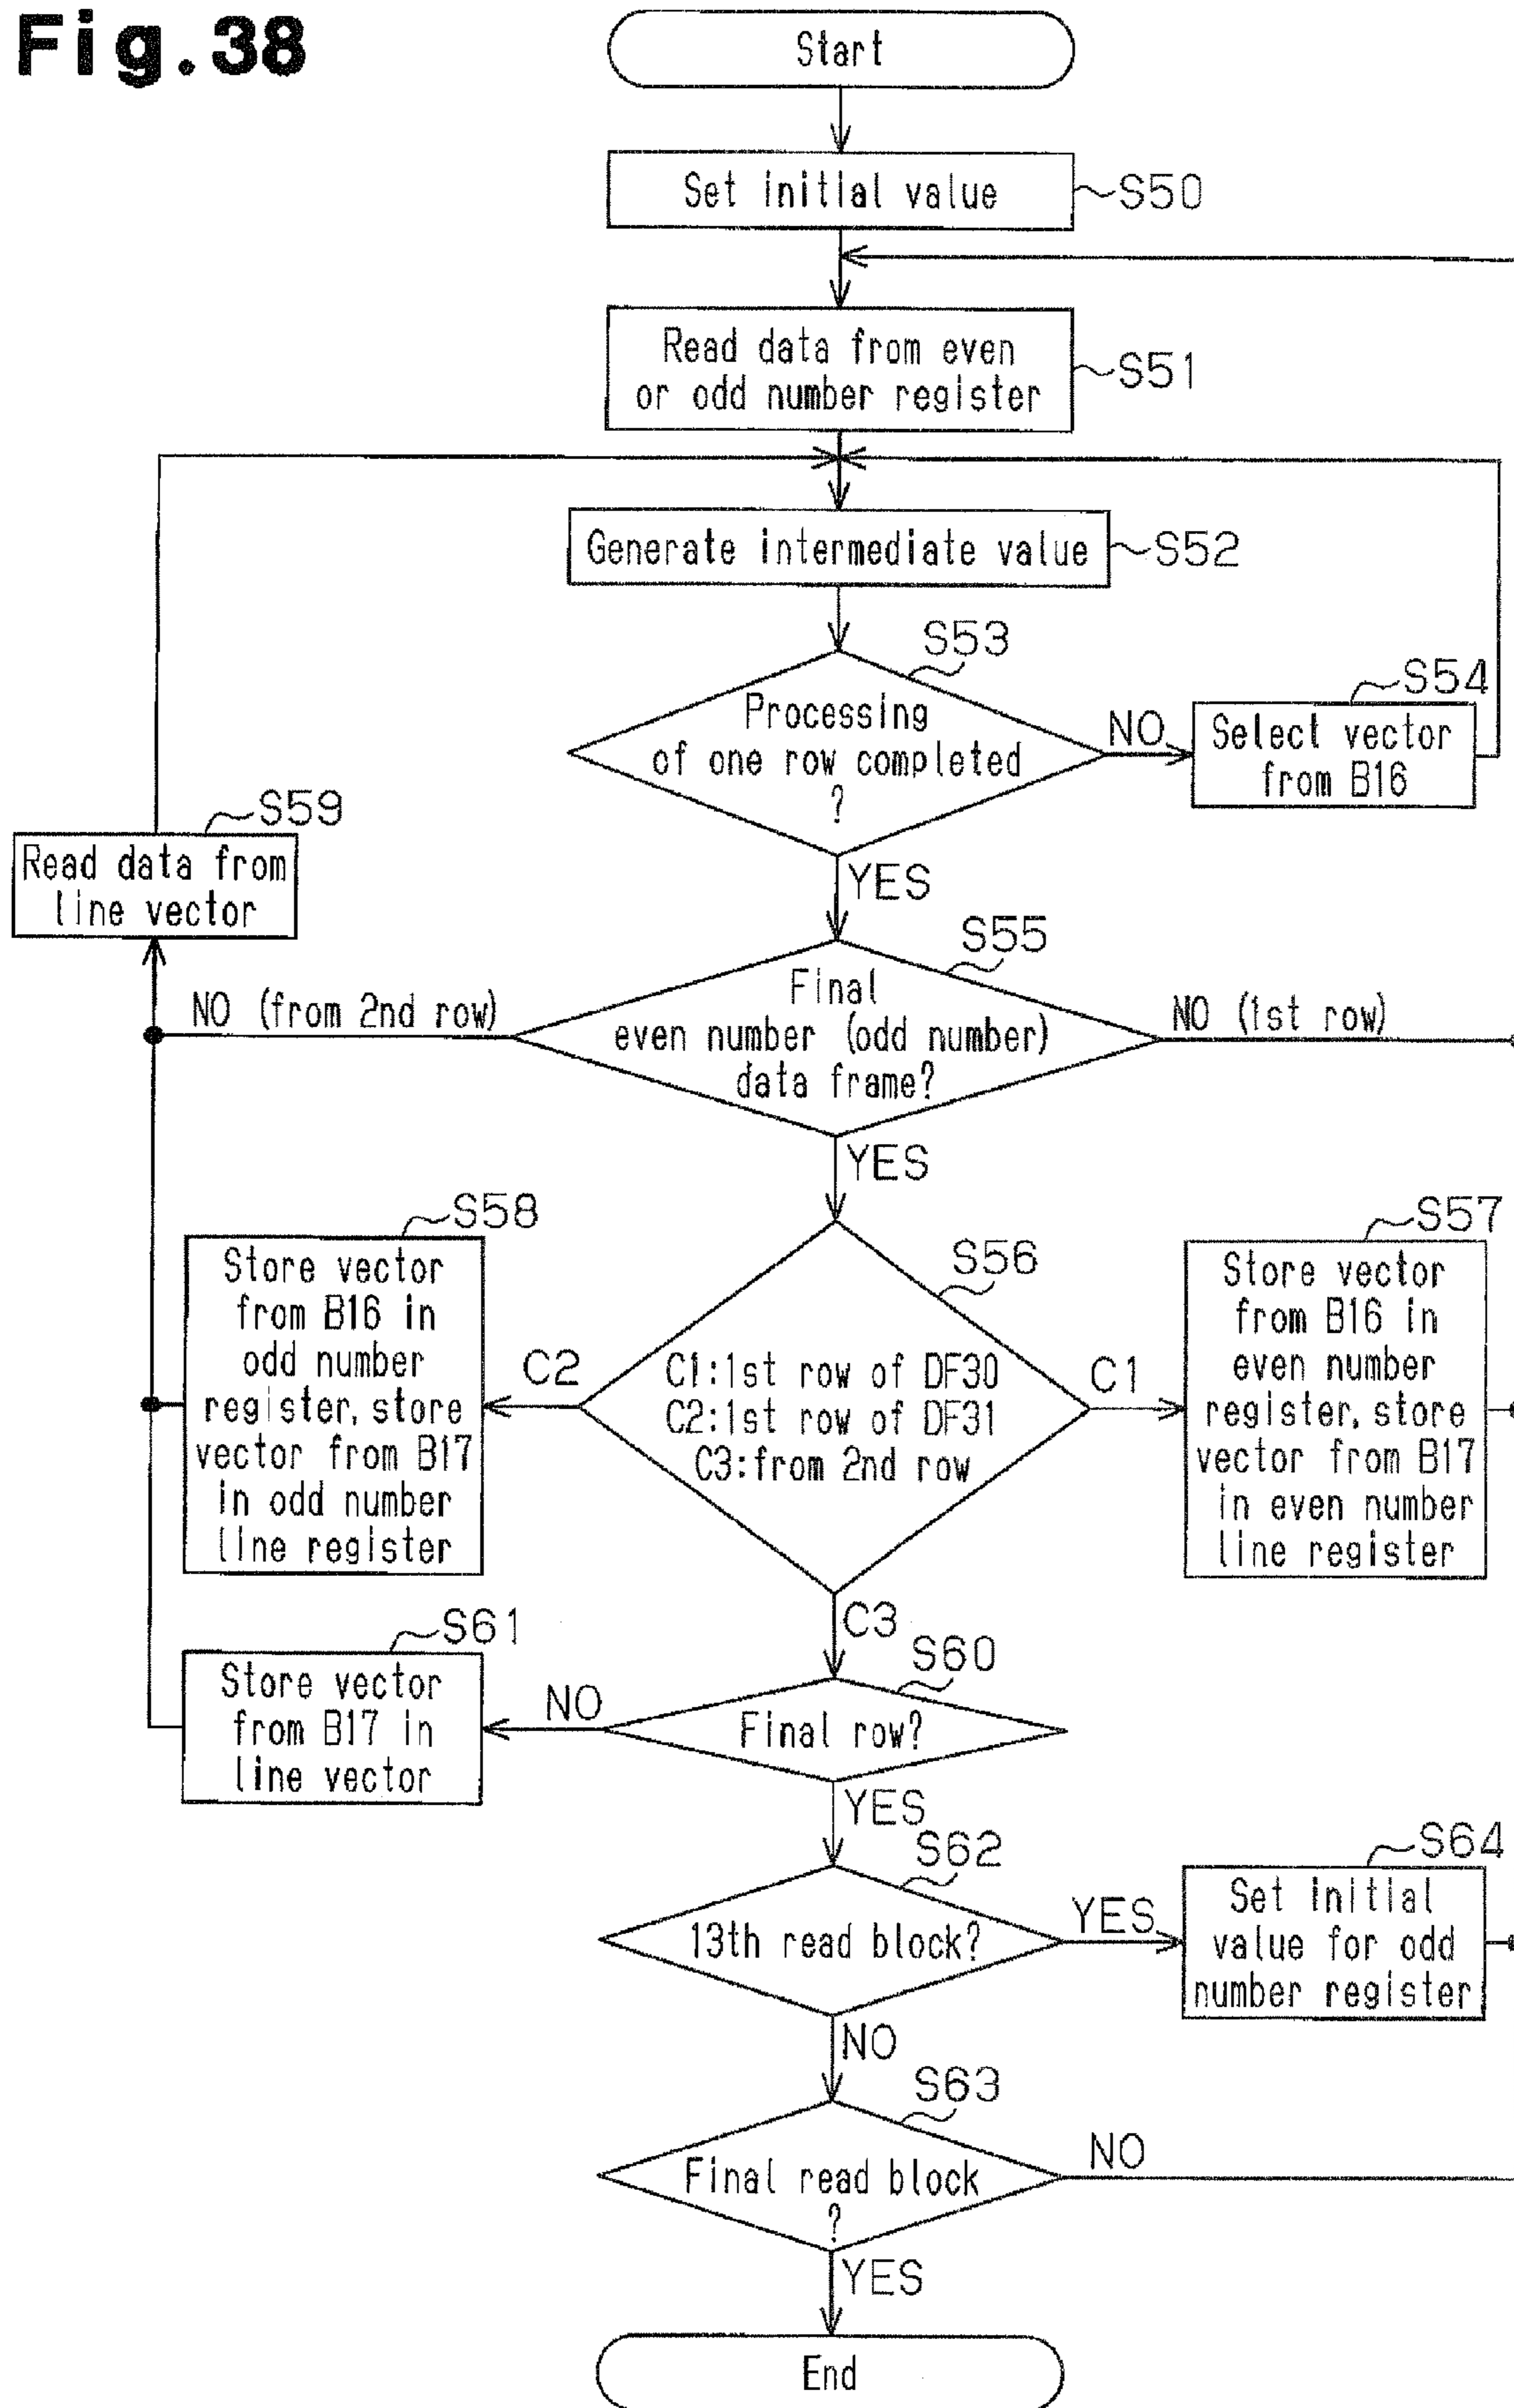 Fig.38
Start
Set initial value
S50
Read data from even
or odd number register
S51
Generate intermediate value
S52
S53
Processing
of one row completed
?
NO
S54
Select vector
from B16
YES
S59
Read data from
line vector
S55
Final
even number (odd number)
data frame?
NO (from 2nd row)
NO (1st row)
YES
S58
Store vector
from B16 in
odd number
register, store
vector from B17
in odd number
line register
C2
S56
C1:1st row of DF30
C2:1st row of DF31
C3:from 2nd row
C1
S57
Store vector
from B16 in
even number
register, store
vector from B17
in even number
line register
C3
S61
Store vector
from B17 in
line vector
NO
S60
Final row?
YES
S62
13th read block?
YES
S64
Set initial
value for odd
number register
NO
S63
Final read block
?
NO
YES
End